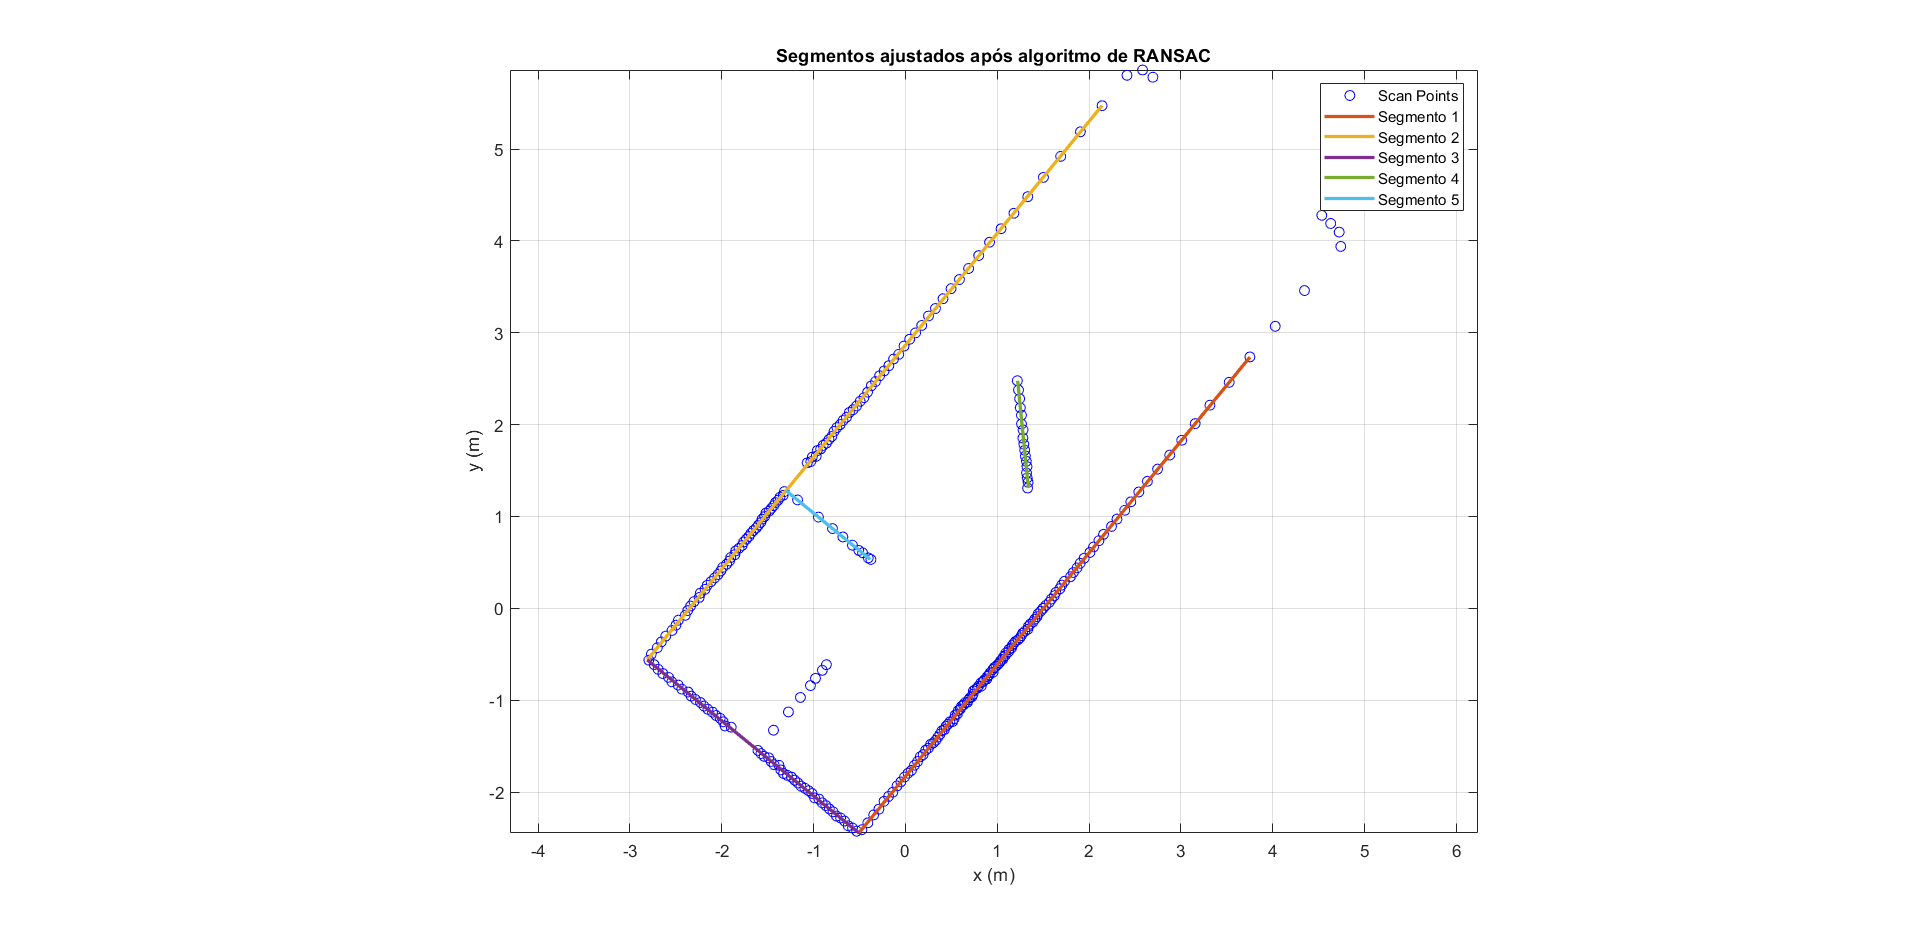 Segmentos ajustados após algoritmo de RANSAC
Scan Points
Segmento 1
Segmento 2
Segmento 3
Segmento 4
Segmento 5
5
4
3
2
1
0
-1
-2
y (m)
-4 -3 -2 -1 0 1 2 3 4 5 6
x (m)